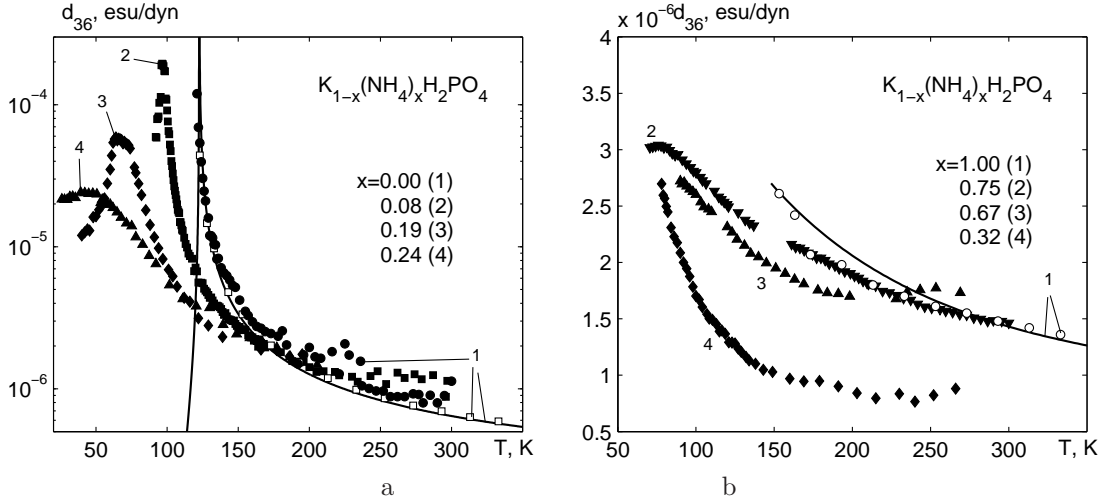 d36, esu/dyn
K1−x(NH4)xH2PO4
x=0.00 (1)
0.08 (2)
0.19 (3)
0.24 (4)
10−4
10−5
10−6
2
3
4
1
50 100 150 200 250 300 T, K
a
x 10−6 d36, esu/dyn
K1−x(NH4)xH2PO4
x=1.00 (1)
0.75 (2)
0.67 (3)
0.32 (4)
4
3.5
3
2.5
2
1.5
1
0.5
2
3
4
1
50 100 150 200 250 300 T, K
b